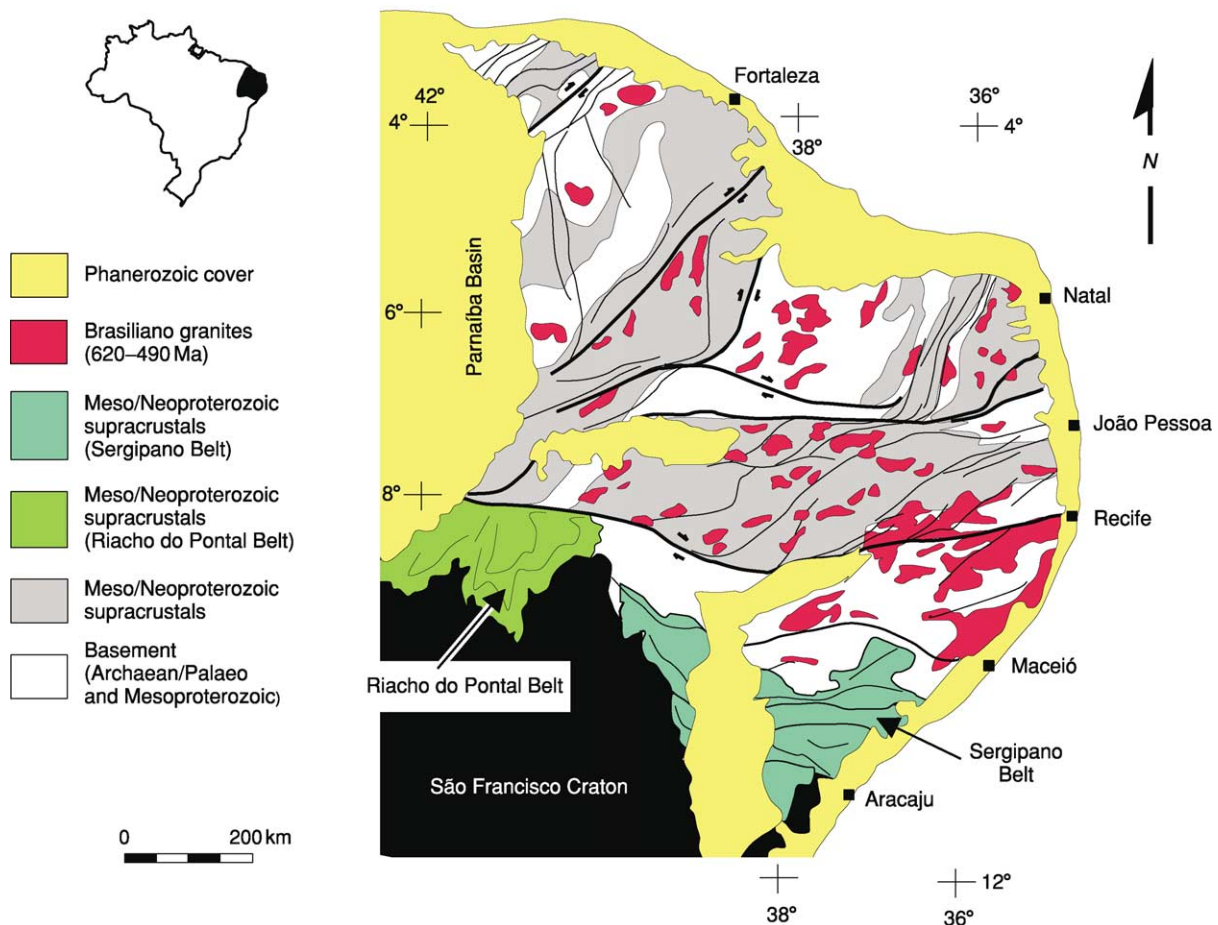 Phanerozoic cover
Brasiliano granites
(620–490 Ma)
Meso/Neoproterozoic
supracrustals
(Sergipano Belt)
Meso/Neoproterozoic
supracrustals
(Riacho do Pontal Belt)
Meso/Neoproterozoic
supracrustals
Basement
(Archaean/Palaeo
and Mesoproterozoic)
0 200 km
42°
4°
Fortaleza
38°
36°
4°
N
Parnaíba Basin
6°
Natal
João Pessoa
8°
Recife
Riacho do Pontal Belt
Maceió
Sergipano
Belt
São Francisco Craton
Aracaju
38°
12°
36°